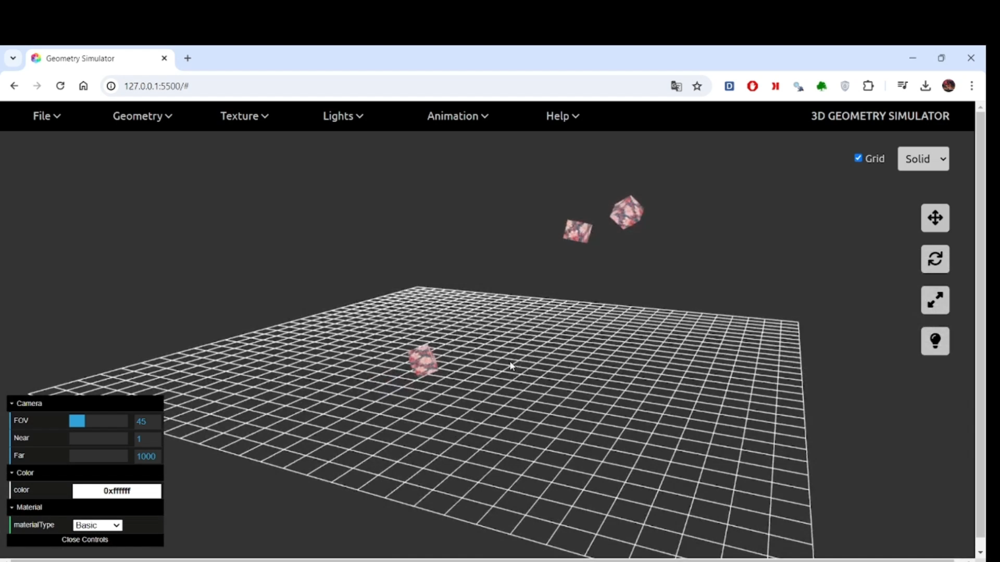 Geometry Simulator
127.0.0.1:5500/#
File Geometry Texture Lights Animation Help 3D GEOMETRY SIMULATOR
Grid Solid
Camera
FOV 45
Near 1
Far 1000
Color
color 0xffffff
Material
materialType Basic
Close Controls